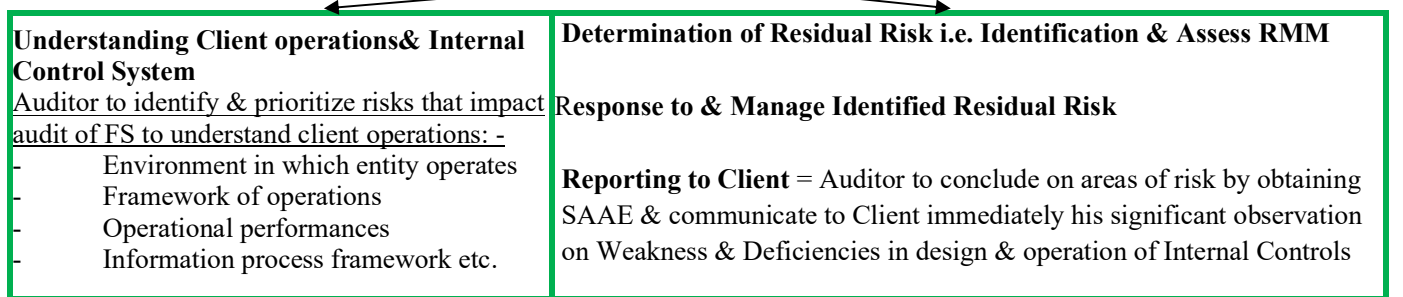 Understanding Client operations& Internal
Control System
Auditor to identify & prioritize risks that impact
audit of FS to understand client operations: -
- Environment in which entity operates
- Framework of operations
- Operational performances
- Information process framework etc.
Determination of Residual Risk i.e. Identification & Assess RMM
Response to & Manage Identified Residual Risk
Reporting to Client = Auditor to conclude on areas of risk by obtaining
SAAE & communicate to Client immediately his significant observation
on Weakness & Deficiencies in design & operation of Internal Controls